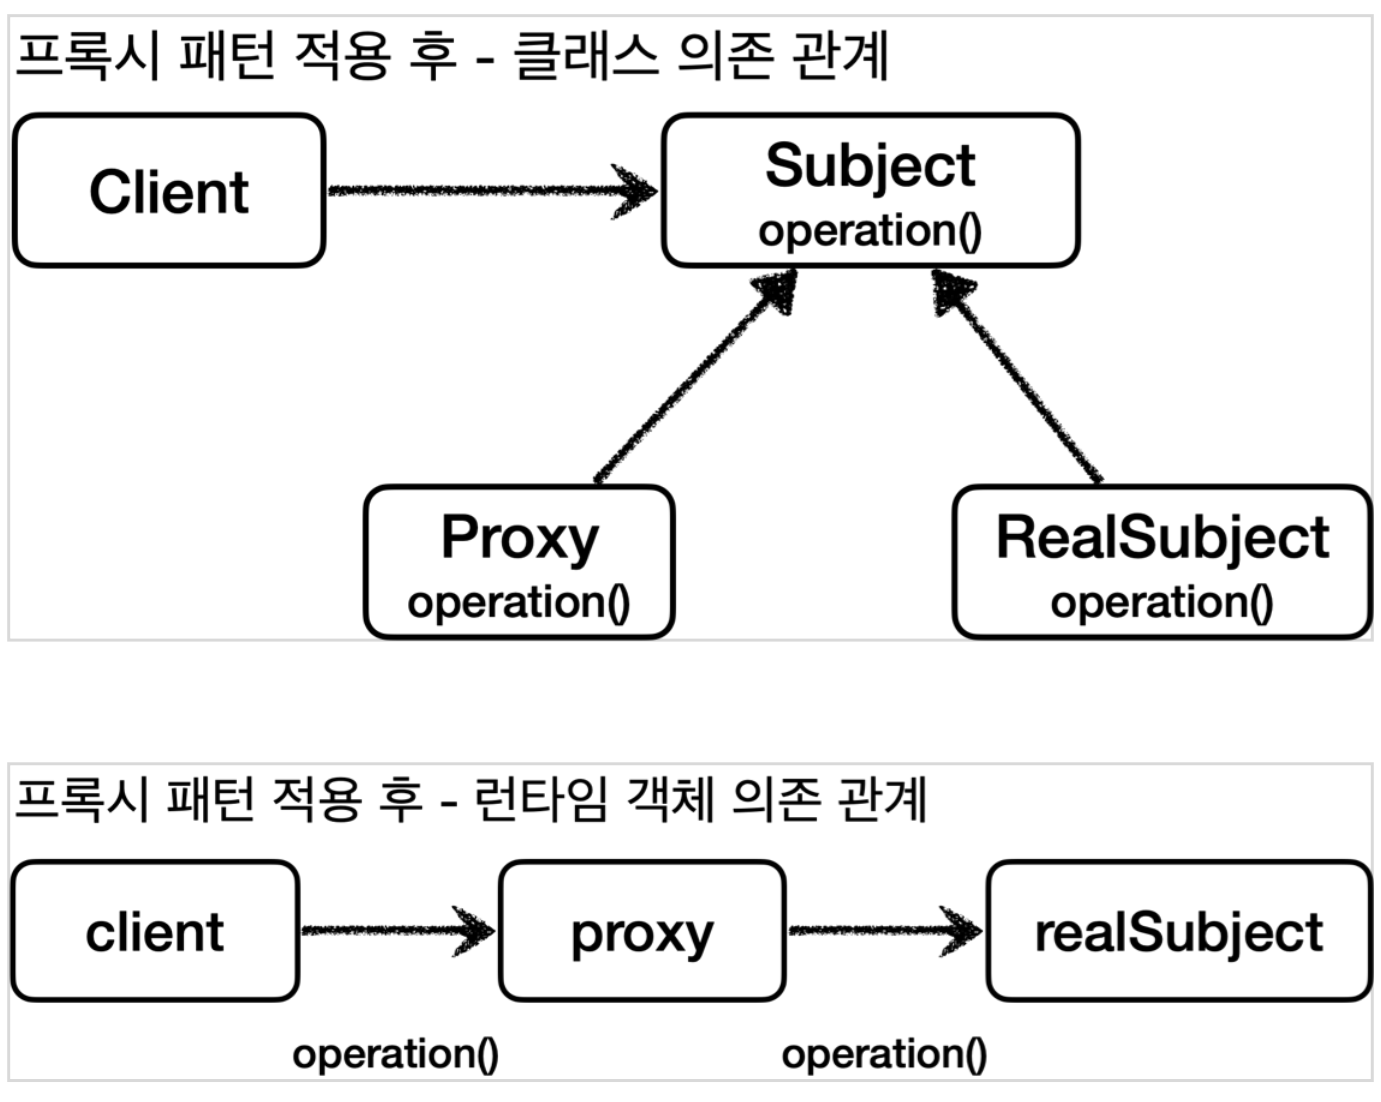 프록시 패턴 적용 후 - 클래스 의존 관계
Client
Subject
operation()
Proxy
operation()
RealSubject
operation()
프록시 패턴 적용 후 - 런타임 객체 의존 관계
client
proxy
realSubject
operation()
operation()